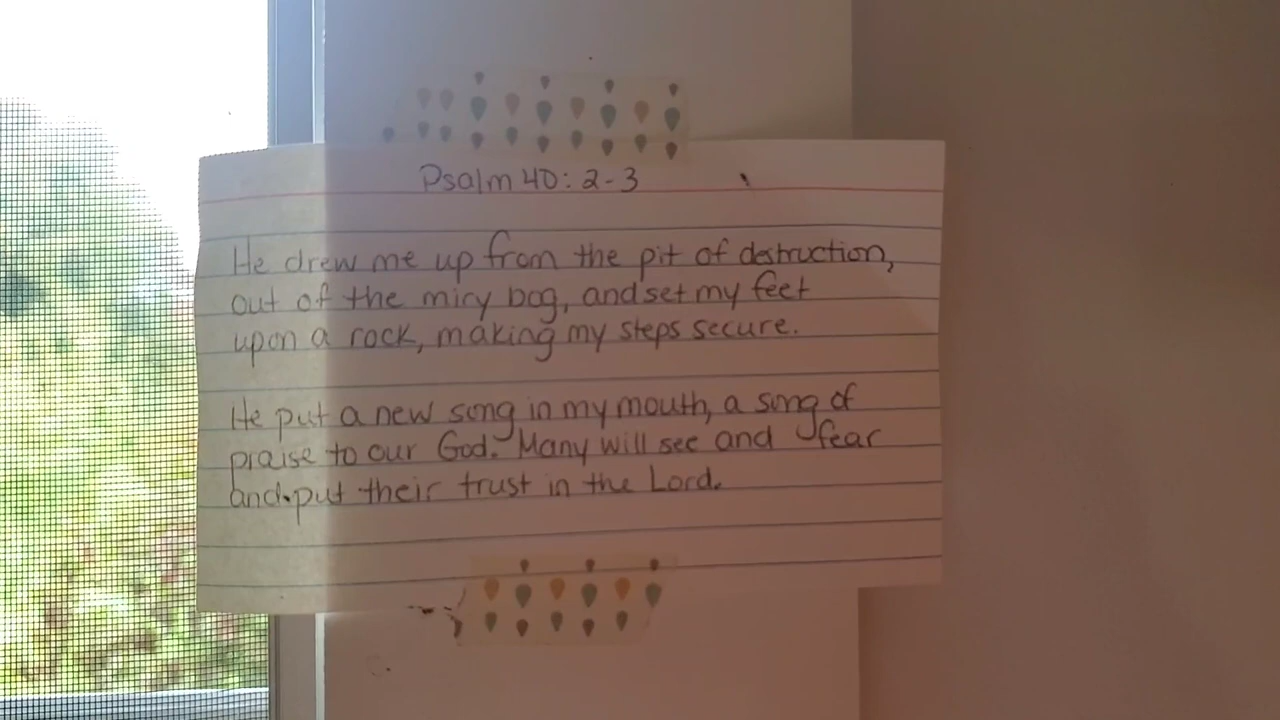 Psalm 40: 2-3
He drew me up from the pit of destruction,
out of the miry bog, and set my feet
upon a rock, making my steps secure.
He put a new song in my mouth, a song of
praise to our God. Many will see and fear
and put their trust in the Lord.